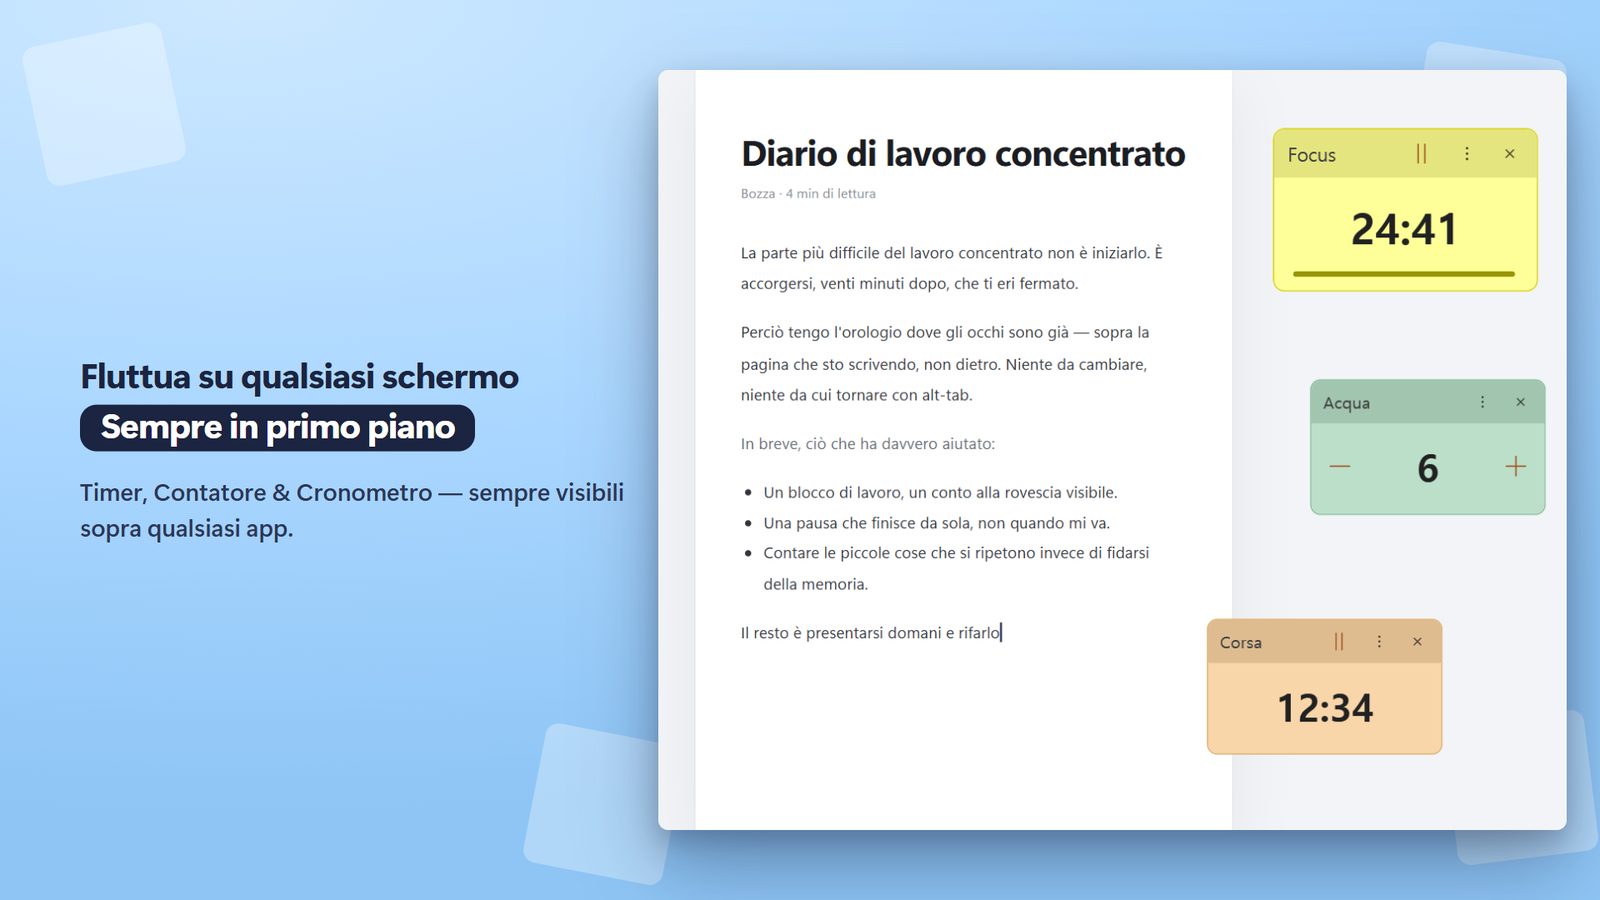 Fluttua su qualsiasi schermo
Sempre in primo piano
Timer, Contatore & Cronometro — sempre visibili
sopra qualsiasi app.
Diario di lavoro concentrato
Bozza · 4 min di lettura
La parte più difficile del lavoro concentrato non è iniziarlo. È
accorgersi, venti minuti dopo, che ti eri fermato.
Perciò tengo l'orologio dove gli occhi sono già — sopra la
pagina che sto scrivendo, non dietro. Niente da cambiare,
niente da cui tornare con alt-tab.
In breve, ciò che ha davvero aiutato:
• Un blocco di lavoro, un conto alla rovescia visibile.
• Una pausa che finisce da sola, non quando mi va.
• Contare le piccole cose che si ripetono invece di fidarsi
della memoria.
Il resto è presentarsi domani e rifarlo
Focus
24:41
Acqua
6
Corsa
12:34